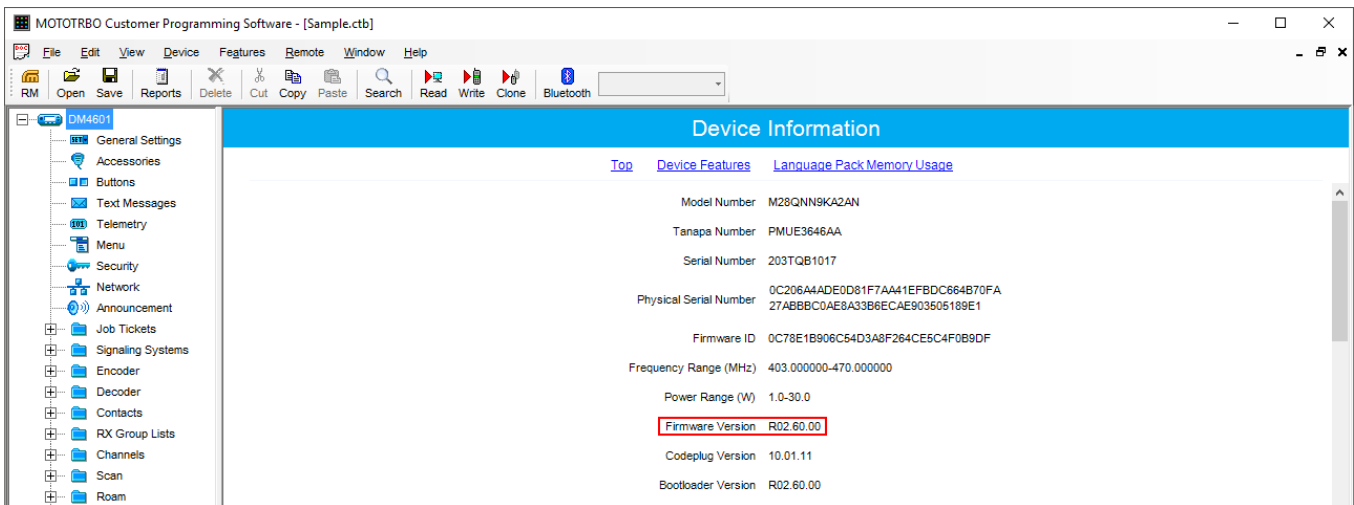 MOTOTRBO Customer Programming Software - [Sample.ctb]
File Edit View Device Features Remote Window Help
RM Open Save Reports Delete Cut Copy Paste Search Read Write Clone Bluetooth
DM4601
General Settings
Accessories
Buttons
Text Messages
Telemetry
Menu
Security
Network
Announcement
Job Tickets
Signaling Systems
Encoder
Decoder
Contacts
RX Group Lists
Channels
Scan
Roam
Device Information
Top Device Features Language Pack Memory Usage
Model Number M28QNN9KA2AN
Tanapa Number PMUE3646AA
Serial Number 203TQB1017
Physical Serial Number 0C206A4ADE0D81F7AA41EFBDC664B70FA
27ABBBC0AE8A33B6ECAE903505189E1
Firmware ID 0C78E1B906C54D3A8F264CE5C4F0B9DF
Frequency Range (MHz) 403.000000-470.000000
Power Range (W) 1.0-30.0
Firmware Version R02.60.00
Codeplug Version 10.01.11
Bootloader Version R02.60.00